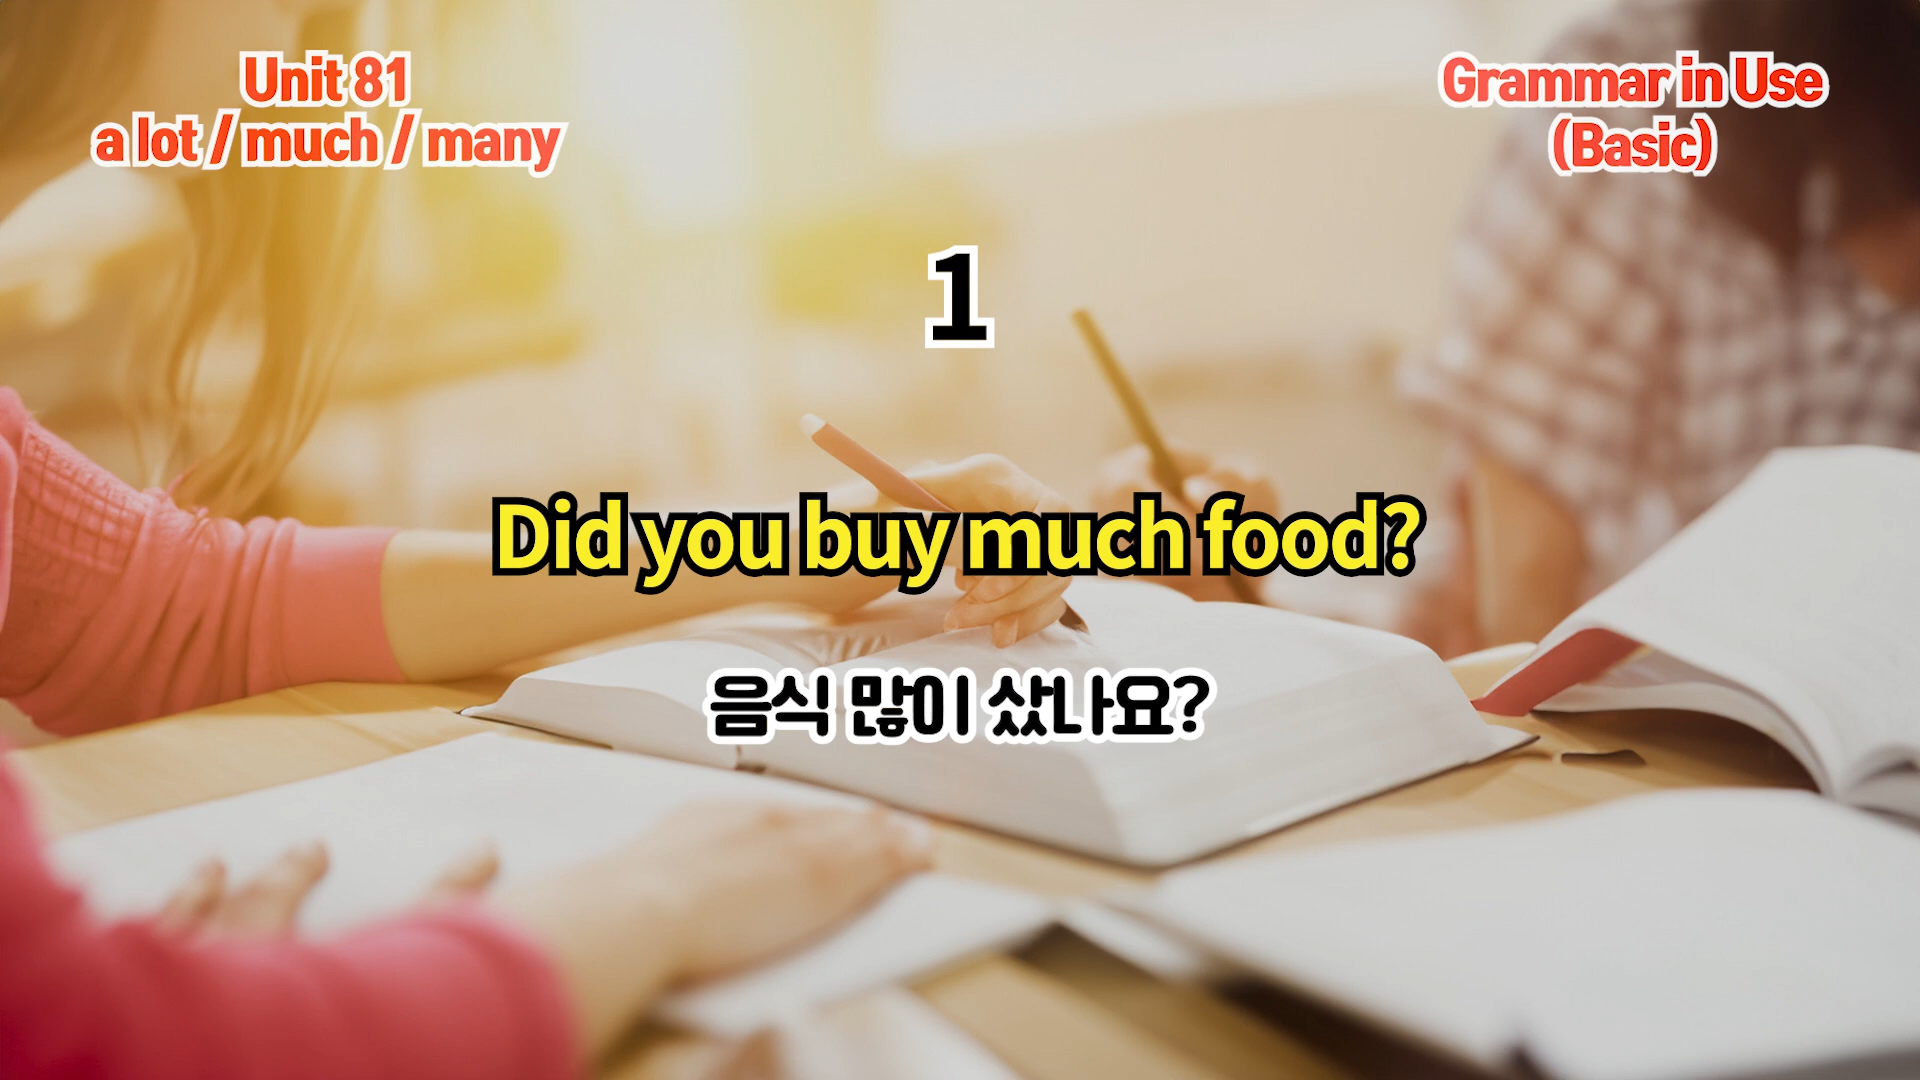 Unit 81
a lot / much / many
Grammar in Use
(Basic)
1
Did you buy much food?
음식 많이 샀나요?